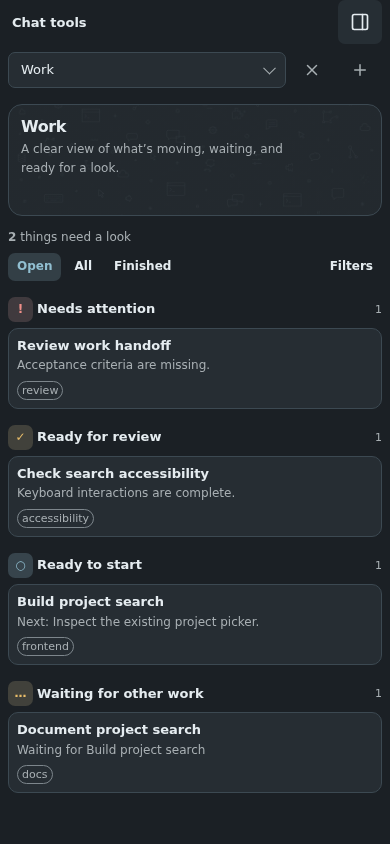 Chat tools
Work
Work
A clear view of what’s moving, waiting, and
ready for a look.
2 things need a look
Open All Finished Filters
! Needs attention 1
Review work handoff
Acceptance criteria are missing.
review
✓ Ready for review 1
Check search accessibility
Keyboard interactions are complete.
accessibility
○ Ready to start 1
Build project search
Next: Inspect the existing project picker.
frontend
… Waiting for other work 1
Document project search
Waiting for Build project search
docs